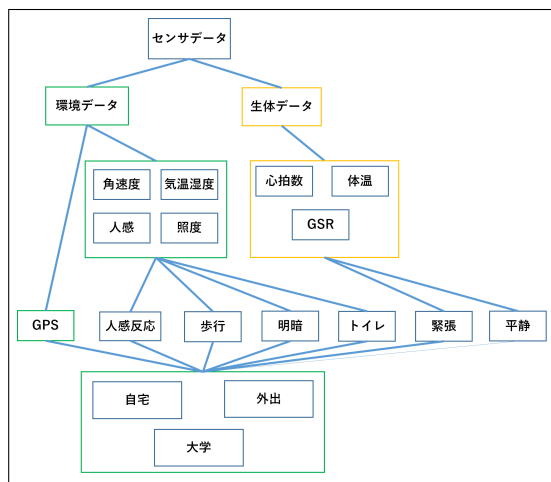 センサデータ
環境データ
生体データ
角速度
気温湿度
心拍数
体温
人感
照度
GSR
GPS
人感反応
歩行
明暗
トイレ
緊張
平静
自宅
外出
大学